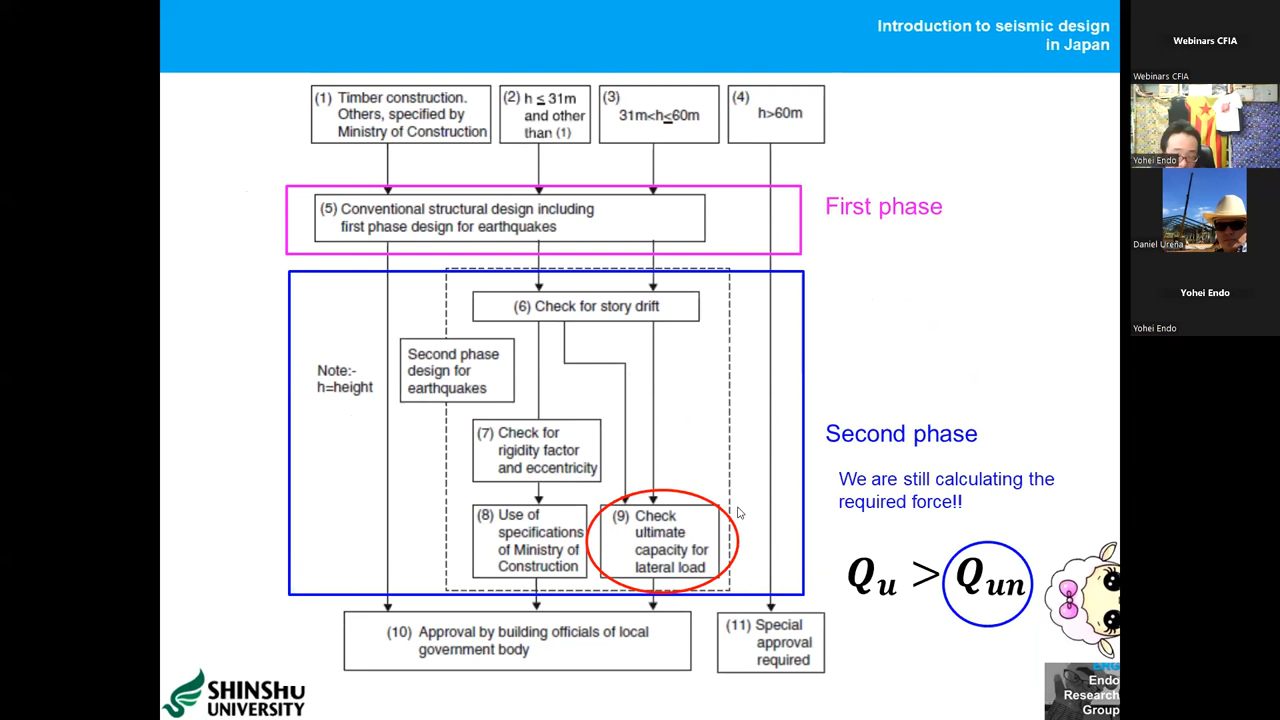 Introduction to seismic design
in Japan
(1) Timber construction.
Others, specified by
Ministry of Construction
(2) h ≤ 31m
and other
than (1)
(3)
31m<h≤60m
(4)
h>60m
(5) Conventional structural design including
first phase design for earthquakes
First phase
(6) Check for story drift
Second phase
design for
earthquakes
Note:-
h=height
(7) Check for
rigidity factor
and eccentricity
Second phase
We are still calculating the
required force!!
(8) Use of
specifications
of Ministry of
Construction
(9) Check
ultimate
capacity for
lateral load
Qu > Qun
(10) Approval by building officials of local
government body
(11) Special
approval
required
SHINSHU
UNIVERSITY
ERG
Endo
Research
Group
Webinars CFIA
Webinars CFIA
Yohei Endo
Daniel Ureña
Yohei Endo
Yohei Endo